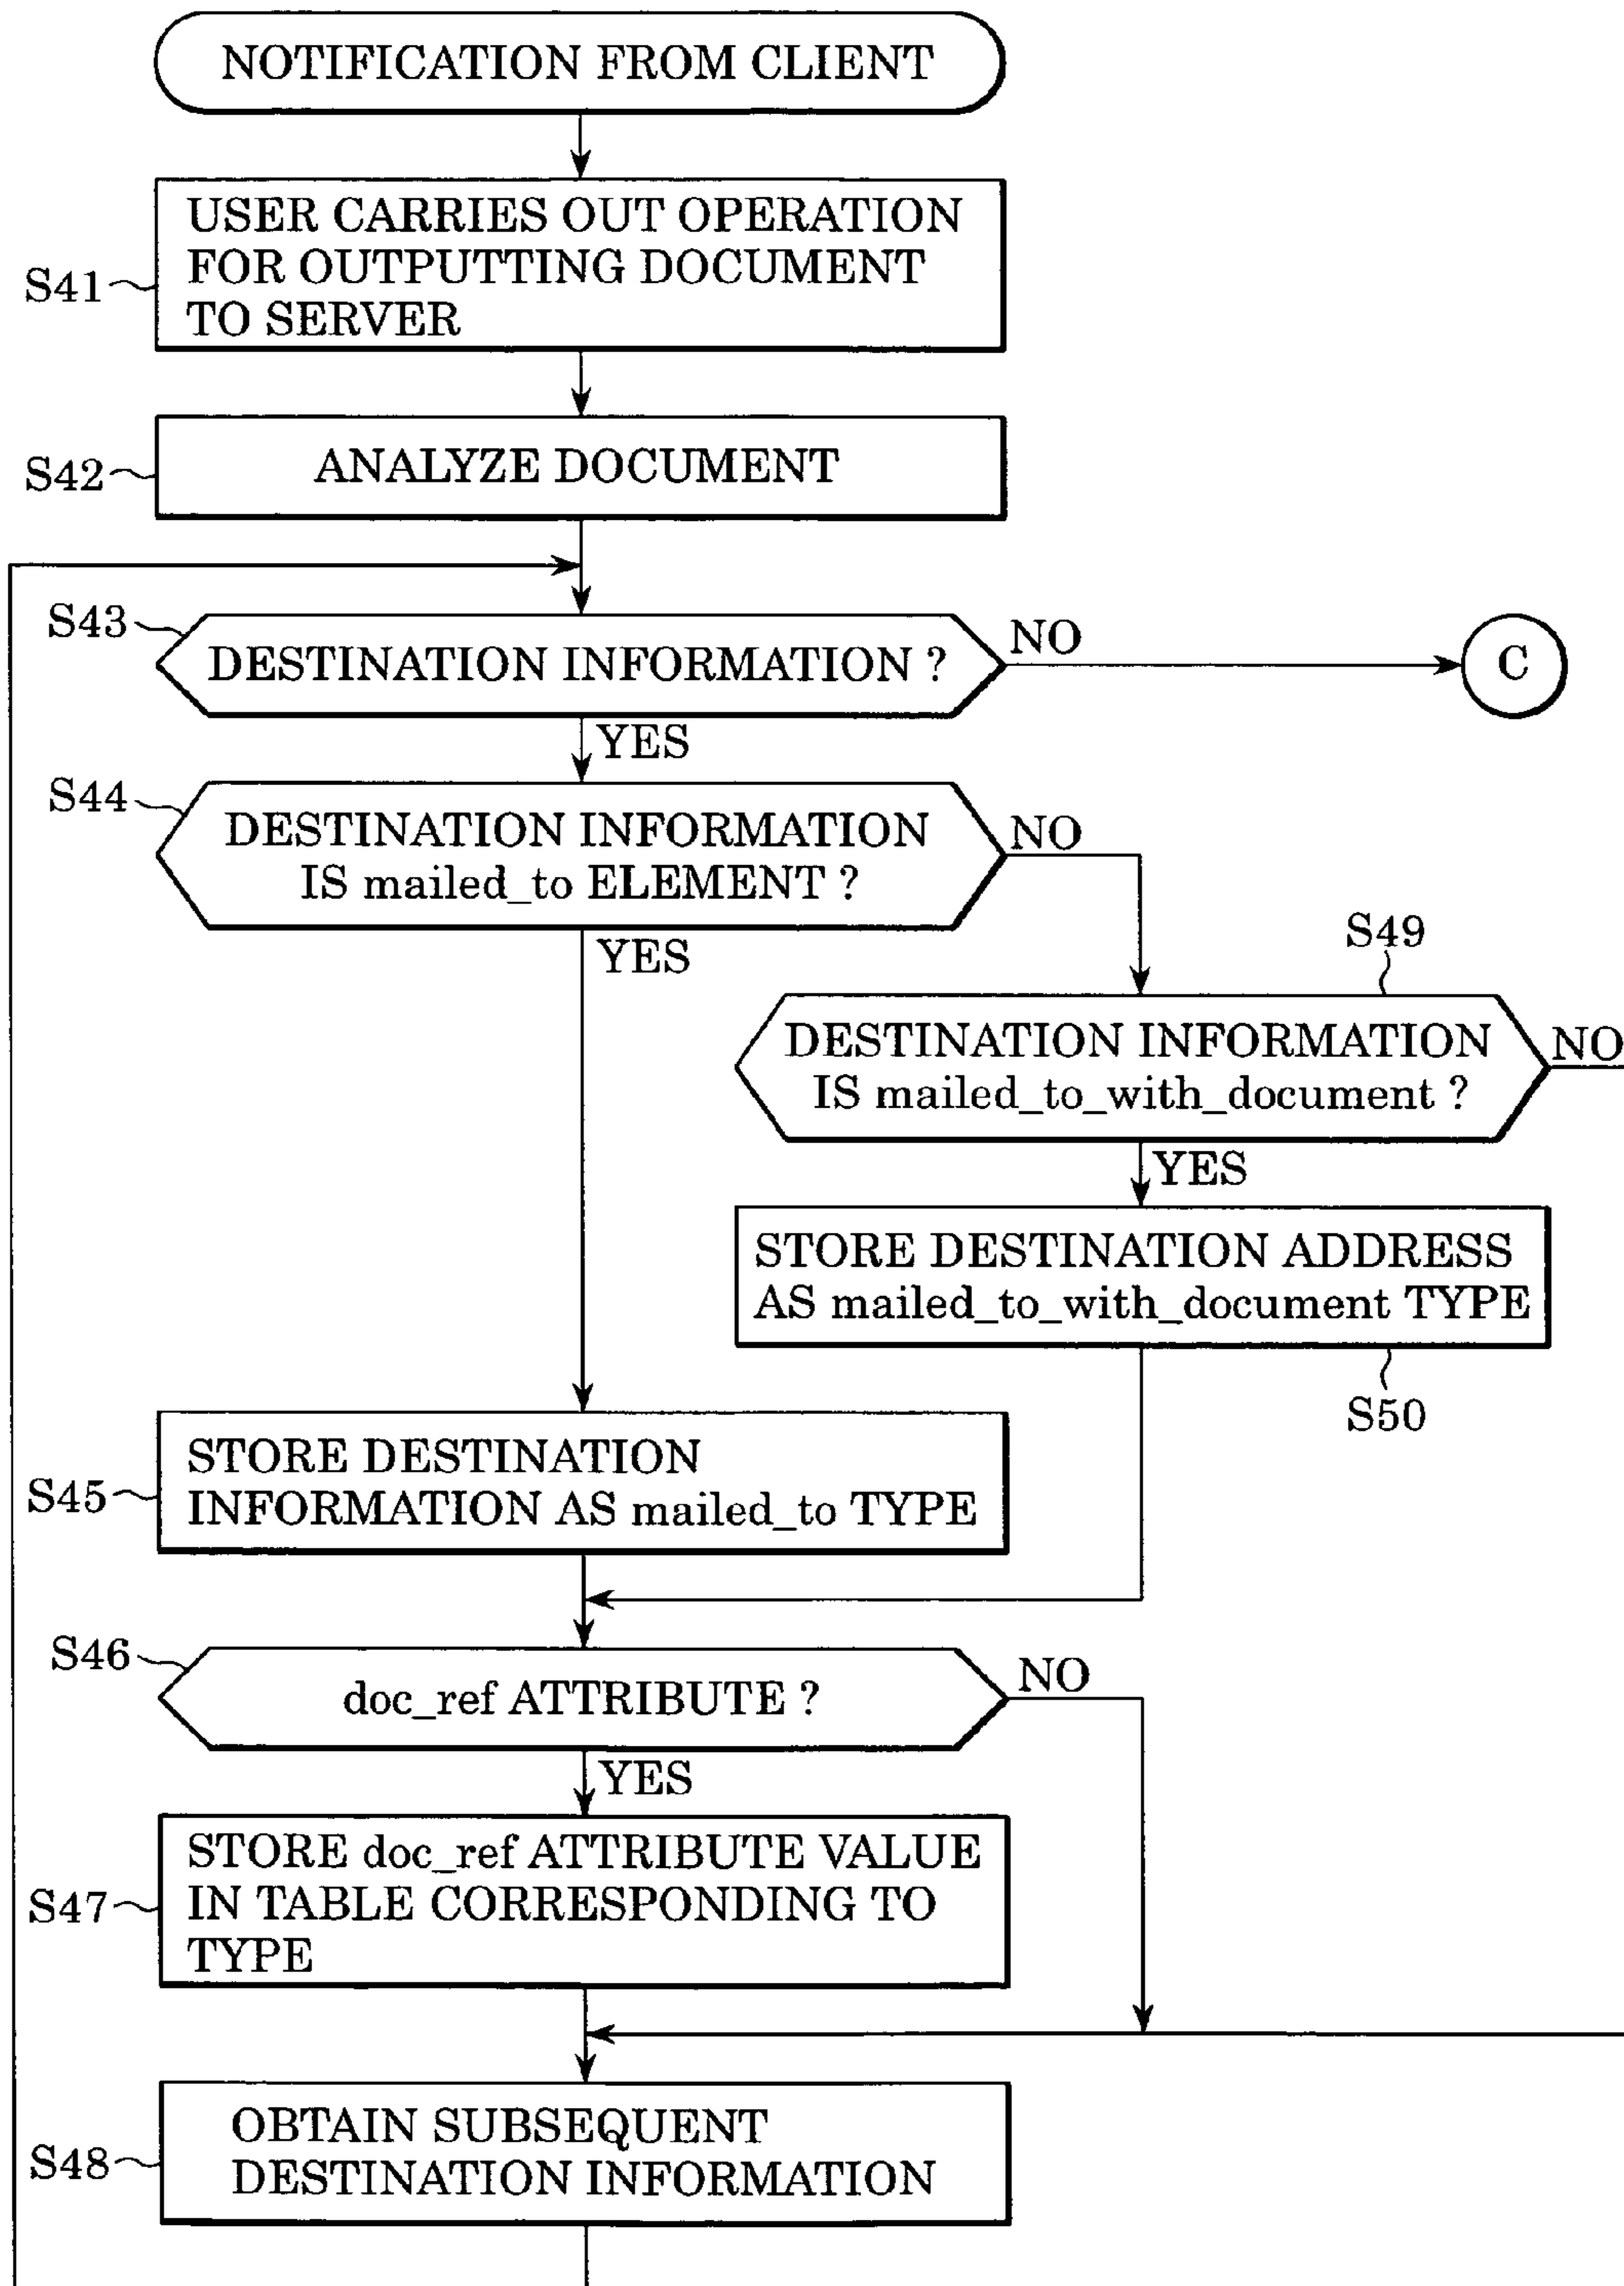 NOTIFICATION FROM CLIENT
USER CARRIES OUT OPERATION
FOR OUTPUTTING DOCUMENT
TO SERVER
S41
ANALYZE DOCUMENT
S42
S43
DESTINATION INFORMATION ?
NO
C
YES
S44
DESTINATION INFORMATION
IS mailed_to ELEMENT ?
NO
YES
S49
DESTINATION INFORMATION
IS mailed_to_with_document ?
NO
YES
STORE DESTINATION ADDRESS
AS mailed_to_with_document TYPE
S50
STORE DESTINATION
INFORMATION AS mailed_to TYPE
S45
S46
doc_ref ATTRIBUTE ?
NO
YES
STORE doc_ref ATTRIBUTE VALUE
IN TABLE CORRESPONDING TO
TYPE
S47
OBTAIN SUBSEQUENT
DESTINATION INFORMATION
S48